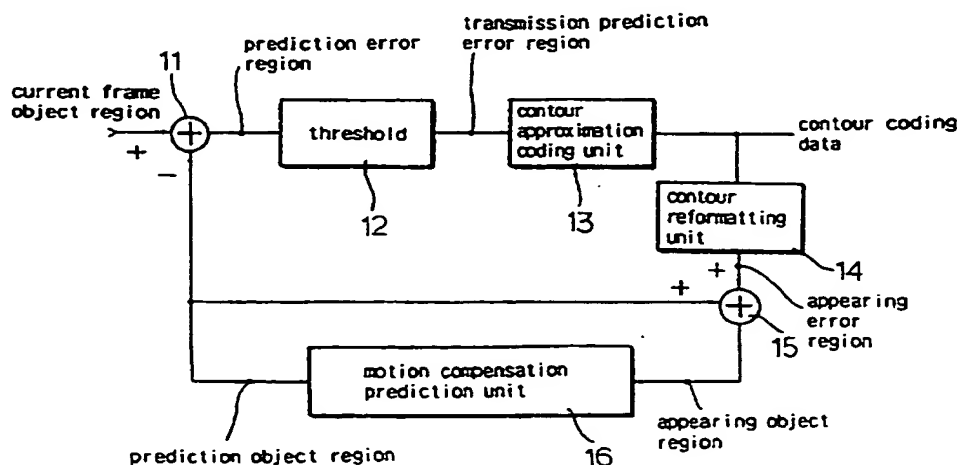 transmission prediction
error region
prediction error
region
11
current frame
object region
+
+
−
threshold
12
contour
approximation
coding unit
13
contour coding
data
contour
reformatting
unit
14
+
+
+
15
appearing
error
region
motion compensation
prediction unit
16
prediction object region
appearing object
region